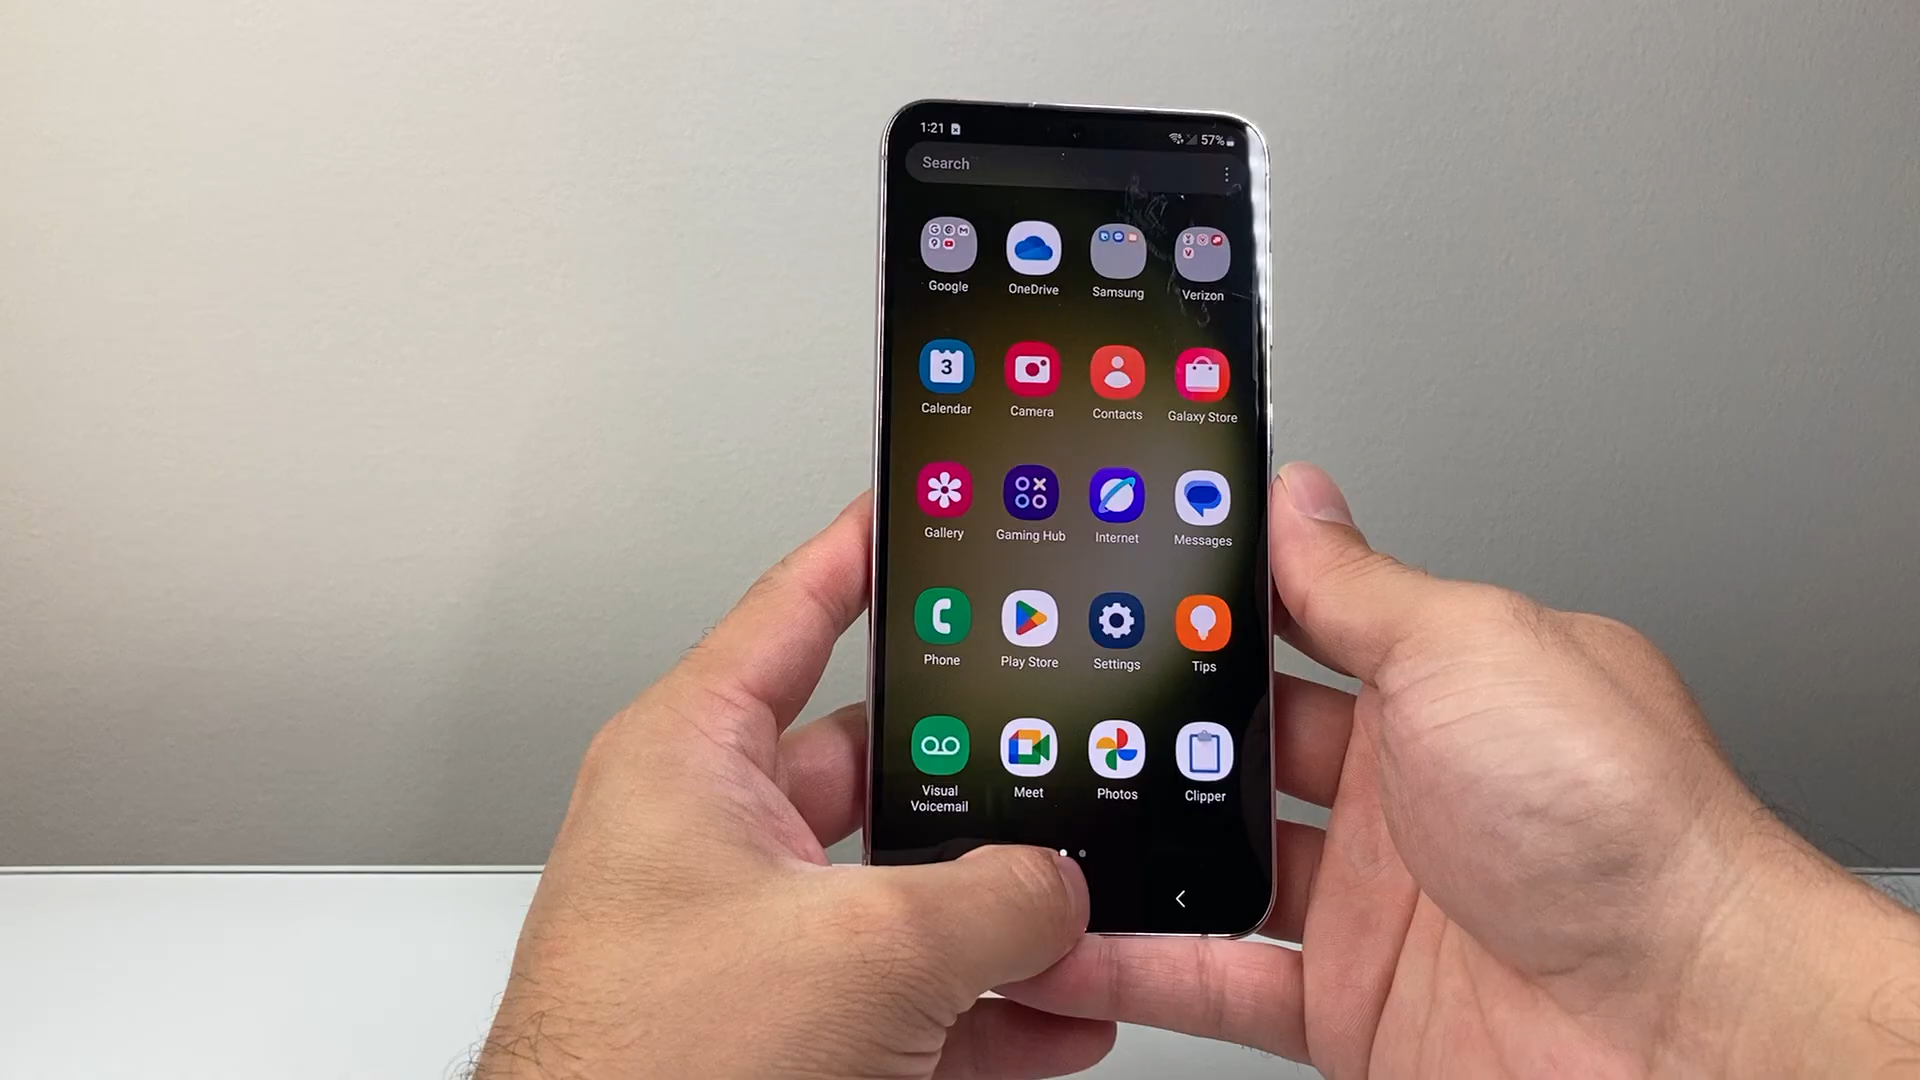 1:21
57%
Search
Google
OneDrive
Samsung
Verizon
3
Calendar
Camera
Contacts
Galaxy Store
Gallery
Gaming Hub
Internet
Messages
Phone
Play Store
Settings
Tips
Visual
Voicemail
Meet
Photos
Clipper